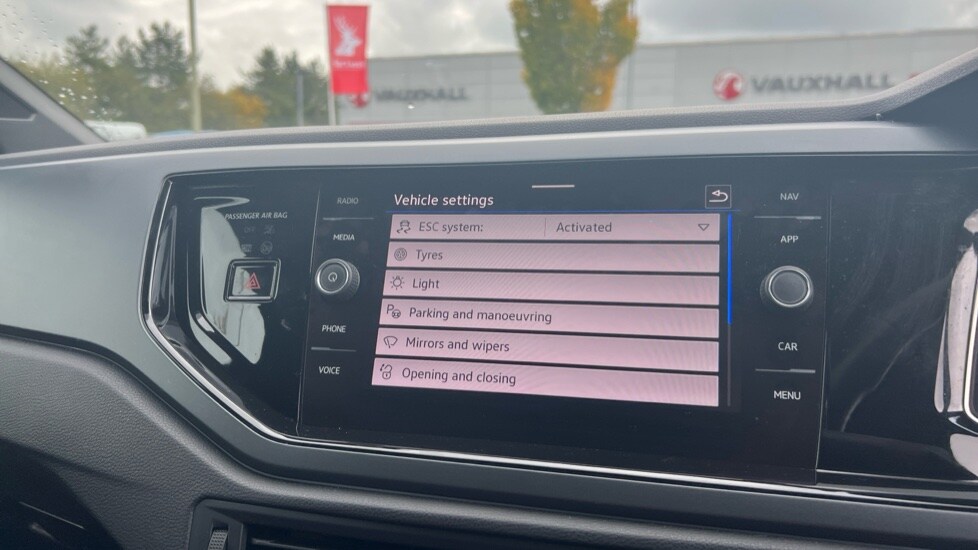 VAUXHALL
VAUXHALL
PASSENGER AIR BAG
RADIO
MEDIA
PHONE
VOICE
Vehicle settings
ESC system: Activated
Tyres
Light
Parking and manoeuvring
Mirrors and wipers
Opening and closing
NAV
APP
CAR
MENU